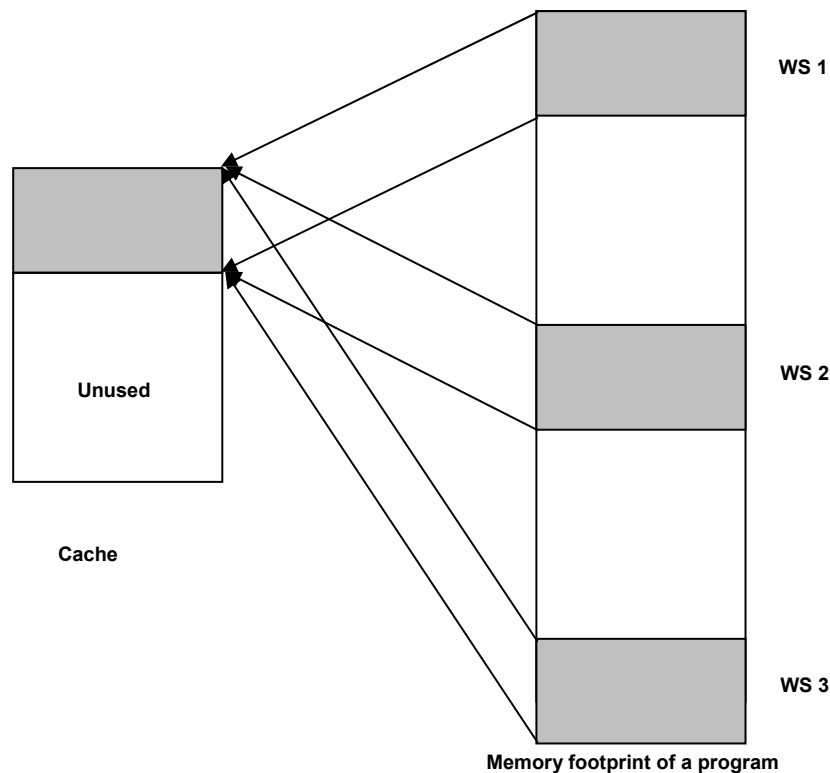 WS 1
WS 2
Unused
Cache
WS 3
Memory footprint of a program